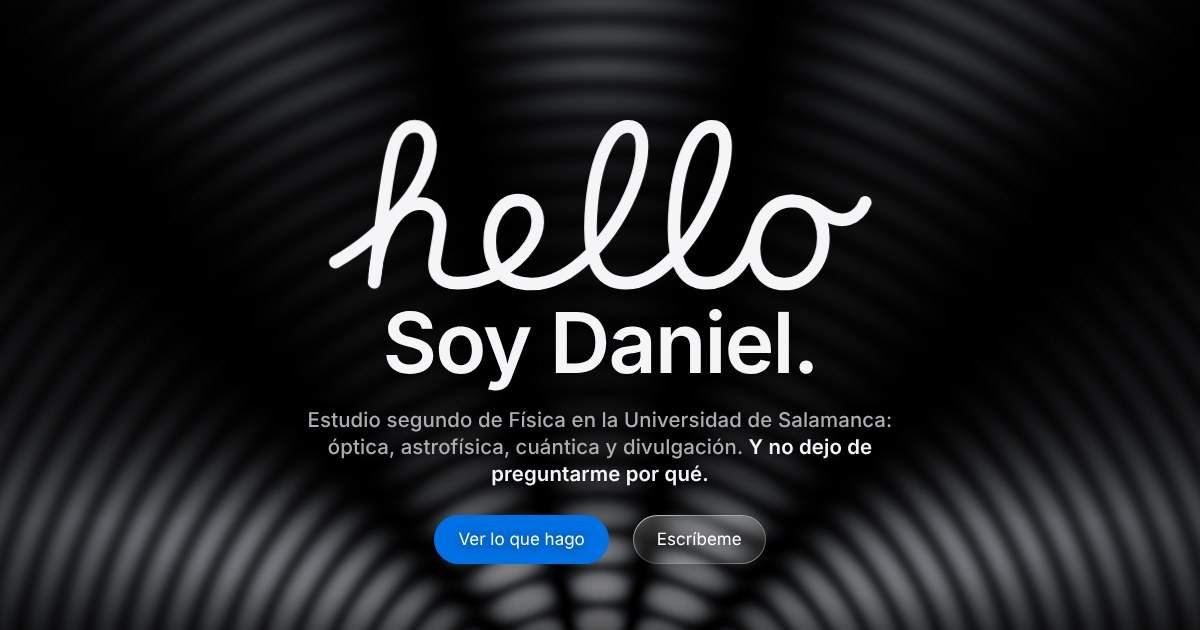 hello
Soy Daniel.
Estudio segundo de Física en la Universidad de Salamanca:
óptica, astrofísica, cuántica y divulgación. Y no dejo de
preguntarme por qué.
Ver lo que hago
Escríbeme